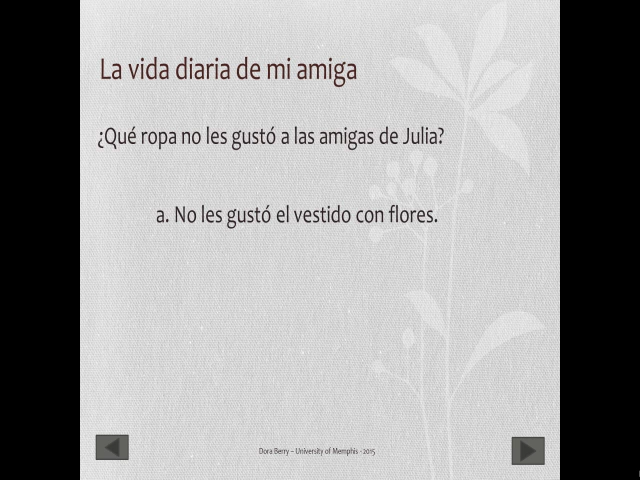 La vida diaria de mi amiga
¿Qué ropa no les gustó a las amigas de Julia?
a. No les gustó el vestido con flores.
Dora Berry – University of Memphis - 2015